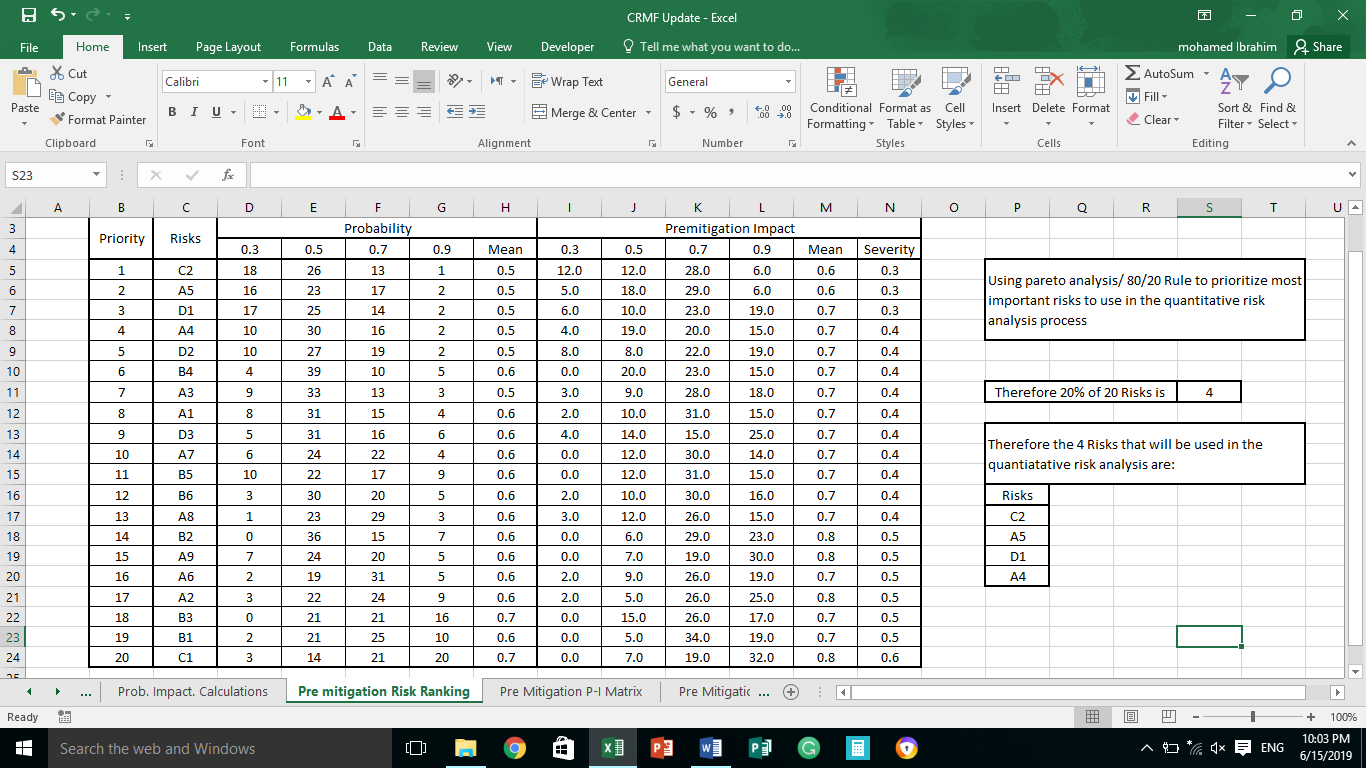 CRMF Update - Excel
File Home Insert Page Layout Formulas Data Review View Developer Tell me what you want to do... mohamed Ibrahim Share
Paste
Cut
Copy
Format Painter
Clipboard
Calibri 11
B I U
Font
Wrap Text
Merge & Center
Alignment
General
$ % ,
Number
Conditional Formatting
Format as Table
Cell Styles
Styles
Insert Delete Format
Cells
AutoSum
Fill
Clear
Sort & Filter
Find & Select
Editing
S23 fx
A B C D E F G H I J K L M N O P Q R S T U
3 Priority Risks Probability Premitigation Impact
4 0.3 0.5 0.7 0.9 Mean 0.3 0.5 0.7 0.9 Mean Severity
5 1 C2 18 26 13 1 0.5 12.0 12.0 28.0 6.0 0.6 0.3
6 2 A5 16 23 17 2 0.5 5.0 18.0 29.0 6.0 0.6 0.3
7 3 D1 17 25 14 2 0.5 6.0 10.0 23.0 19.0 0.7 0.3
8 4 A4 10 30 16 2 0.5 4.0 19.0 20.0 15.0 0.7 0.4
9 5 D2 10 27 19 2 0.5 8.0 8.0 22.0 19.0 0.7 0.4
10 6 B4 4 39 10 5 0.6 0.0 20.0 23.0 15.0 0.7 0.4
11 7 A3 9 33 13 3 0.5 3.0 9.0 28.0 18.0 0.7 0.4
12 8 A1 8 31 15 4 0.6 2.0 10.0 31.0 15.0 0.7 0.4
13 9 D3 5 31 16 6 0.6 4.0 14.0 15.0 25.0 0.7 0.4
14 10 A7 6 24 22 4 0.6 0.0 12.0 30.0 14.0 0.7 0.4
15 11 B5 10 22 17 9 0.6 0.0 12.0 31.0 15.0 0.7 0.4
16 12 B6 3 30 20 5 0.6 2.0 10.0 30.0 16.0 0.7 0.4
17 13 A8 1 23 29 3 0.6 3.0 12.0 26.0 15.0 0.7 0.4
18 14 B2 0 36 15 7 0.6 0.0 6.0 29.0 23.0 0.8 0.5
19 15 A9 7 24 20 5 0.6 0.0 7.0 19.0 30.0 0.8 0.5
20 16 A6 2 19 31 5 0.6 2.0 9.0 26.0 19.0 0.7 0.5
21 17 A2 3 22 24 9 0.6 2.0 5.0 26.0 25.0 0.8 0.5
22 18 B3 0 21 21 16 0.7 0.0 15.0 26.0 17.0 0.7 0.5
23 19 B1 2 21 25 10 0.6 0.0 5.0 34.0 19.0 0.7 0.5
24 20 C1 3 14 21 20 0.7 0.0 7.0 19.0 32.0 0.8 0.6
Using pareto analysis/ 80/20 Rule to prioritize most
important risks to use in the quantitative risk
analysis process
Therefore 20% of 20 Risks is 4
Therefore the 4 Risks that will be used in the
quantiatative risk analysis are:
Risks
C2
A5
D1
A4
... Prob. Impact. Calculations Pre mitigation Risk Ranking Pre Mitigation P-I Matrix Pre Mitigatic ...
Ready 100%
Search the web and Windows
ENG
10:03 PM
6/15/2019